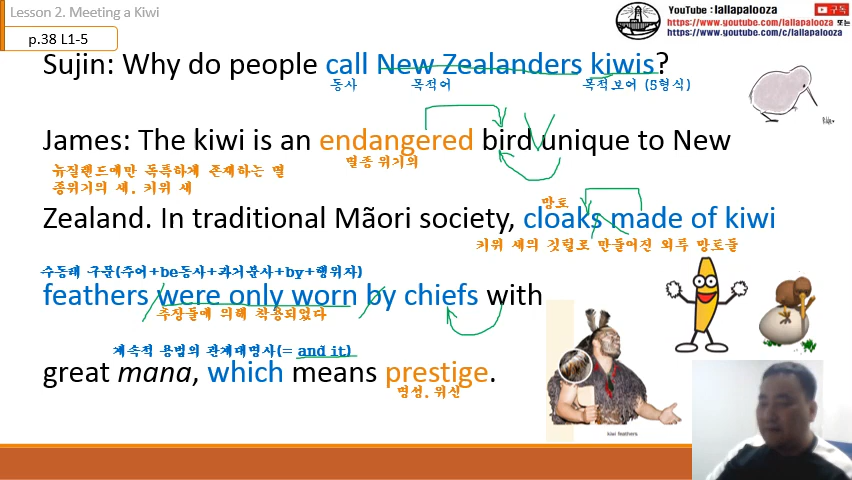 Lesson 2. Meeting a Kiwi
YouTube : lallapalooza 구독
https://www.youtube.com/lallapalooza 또는
https://www.youtube.com/c/lallapalooza
p.38 L1-5
Sujin: Why do people call New Zealanders kiwis?
동사 목적어 목적보어 (5형식)
James: The kiwi is an endangered bird unique to New
뉴질랜드에만 독특하게 존재하는 멸
종위기의 새. 키위 새
멸종 위기의
망토
Zealand. In traditional Mãori society, cloaks made of kiwi
키위 새의 깃털로 만들어진 외투 망토들
수동태 구문(주어+be동사+과거분사+by+행위자)
feathers were only worn by chiefs with
추장들에 의해 착용되었다
계속적 용법의 관계대명사(= and it)
great mana, which means prestige.
명성. 위신
kiwi feathers